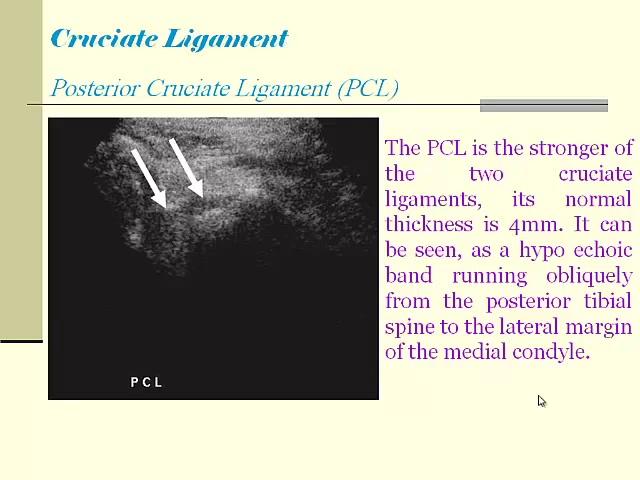 Cruciate Ligament
Posterior Cruciate Ligament (PCL)
The PCL is the stronger of
the two cruciate
ligaments, its normal
thickness is 4mm. It can
be seen, as a hypo echoic
band running obliquely
from the posterior tibial
spine to the lateral margin
of the medial condyle.
PCL